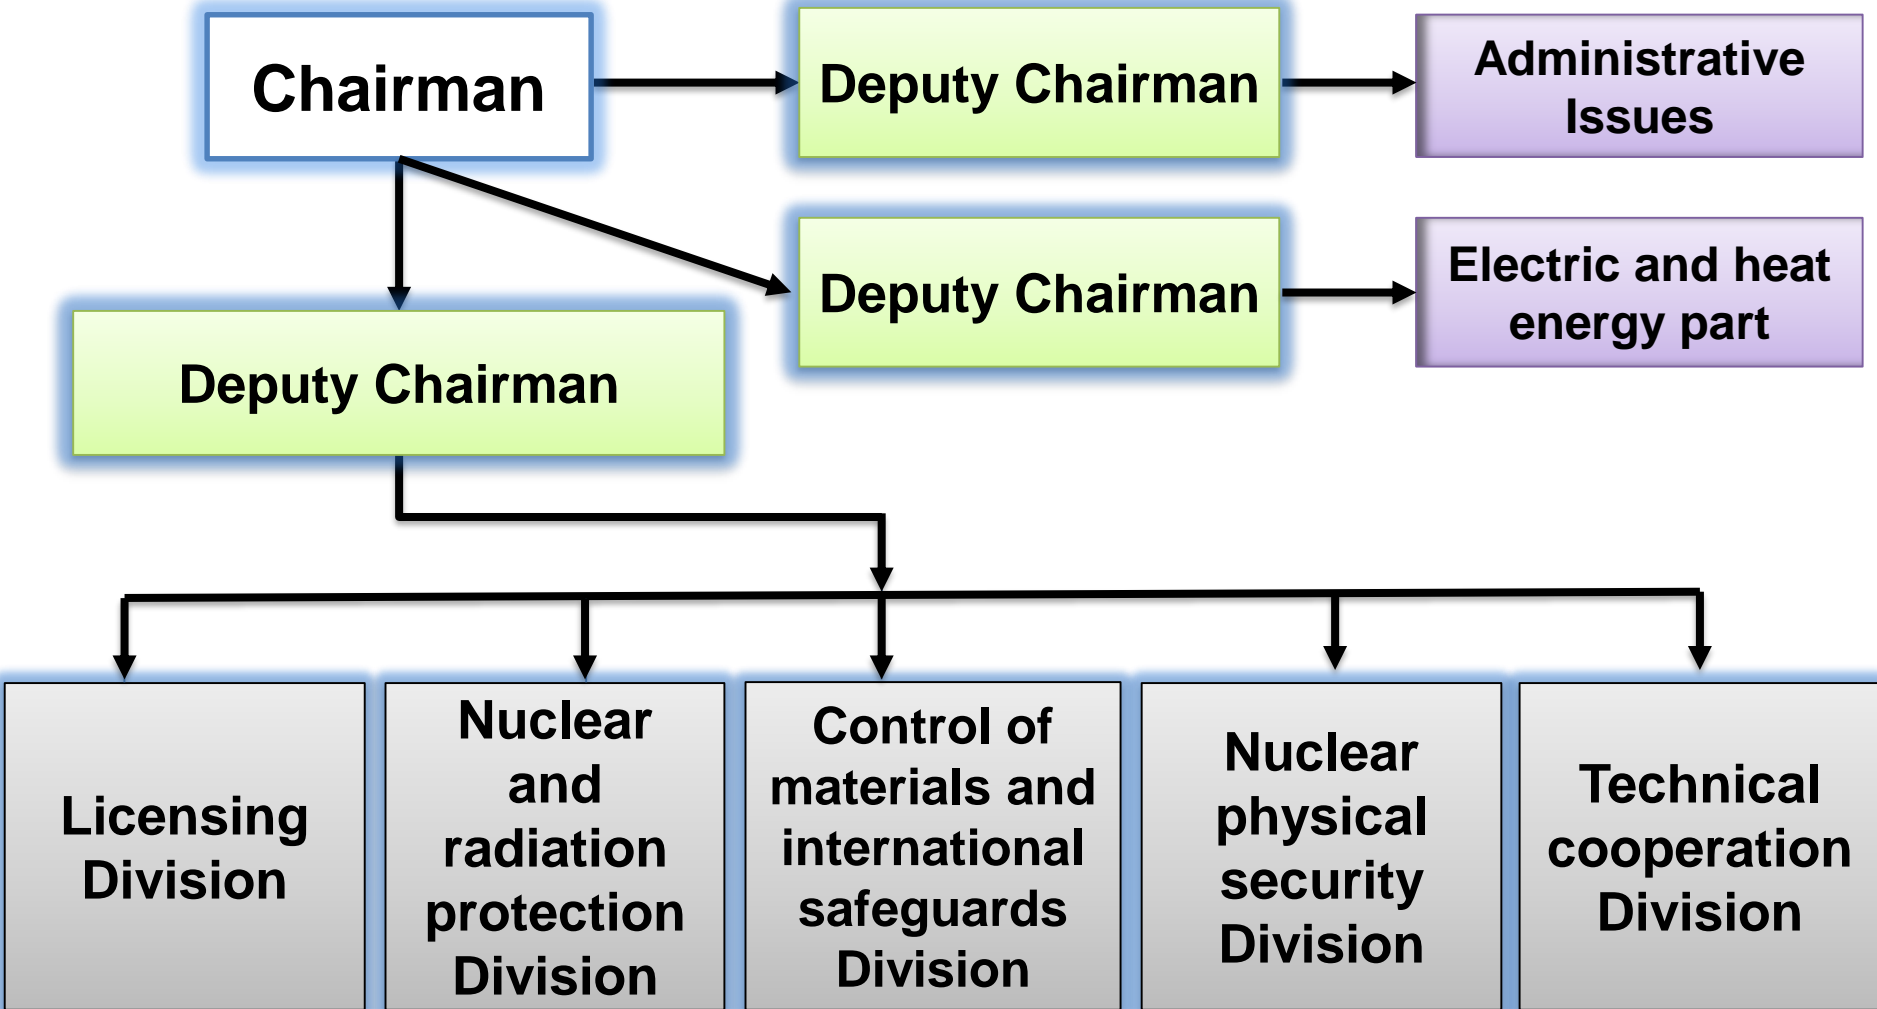 Chairman
Deputy Chairman
Administrative
Issues
Deputy Chairman
Electric and heat
energy part
Deputy Chairman
Licensing
Division
Nuclear
and
radiation
protection
Division
Control of
materials and
international
safeguards
Division
Nuclear
physical
security
Division
Technical
cooperation
Division